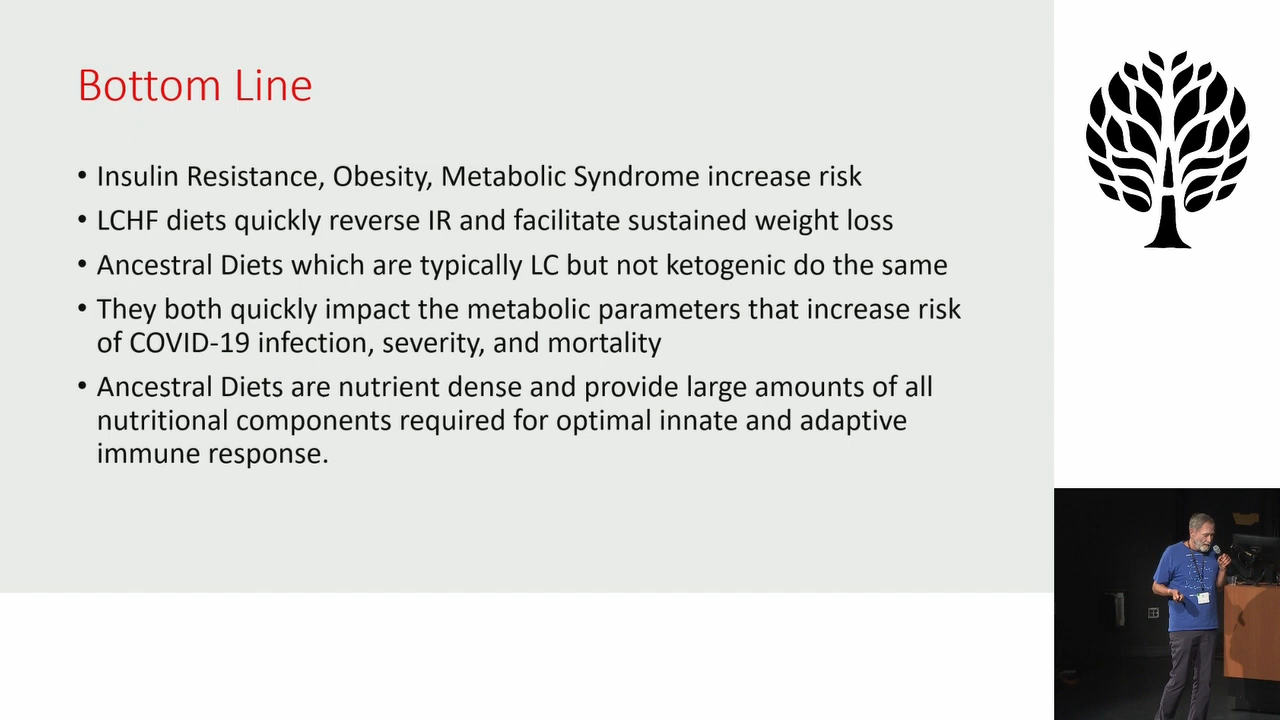 Bottom Line
• Insulin Resistance, Obesity, Metabolic Syndrome increase risk
• LCHF diets quickly reverse IR and facilitate sustained weight loss
• Ancestral Diets which are typically LC but not ketogenic do the same
• They both quickly impact the metabolic parameters that increase risk
of COVID-19 infection, severity, and mortality
• Ancestral Diets are nutrient dense and provide large amounts of all
nutritional components required for optimal innate and adaptive
immune response.